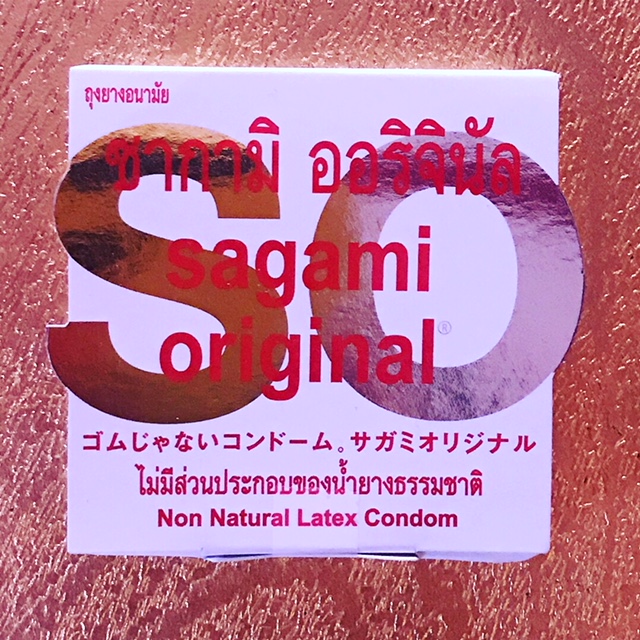 ถุงยางอนามัย
SO
ซากามิ ออริจินัล
sagami
original®
ゴムじゃないコンドーム。サガミオリジナル
ไม่มีส่วนประกอบของน้ำยางธรรมชาติ
Non Natural Latex Condom